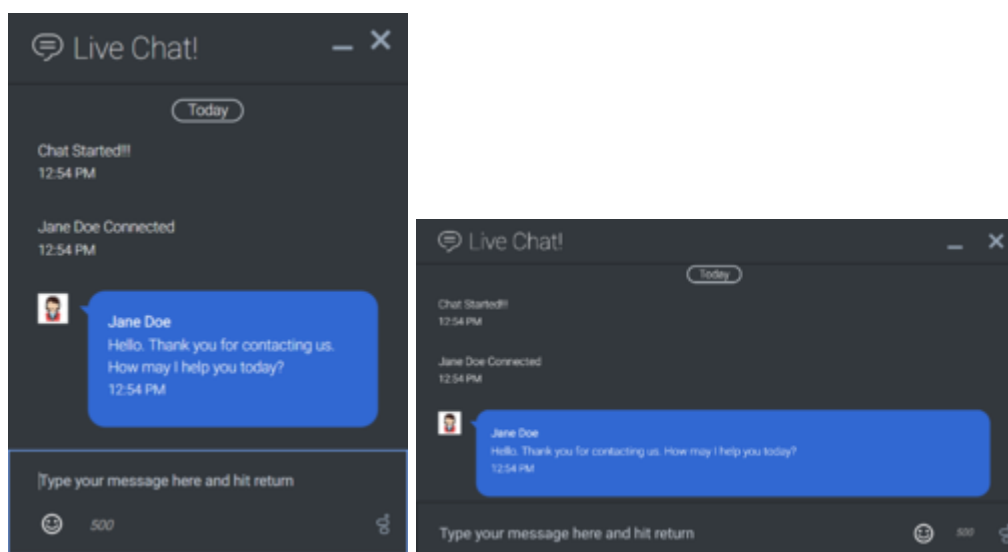 Live Chat!
Today
Chat Started!!!
12:54 PM
Jane Doe Connected
12:54 PM
Jane Doe
Hello. Thank you for contacting us.
How may I help you today?
12:54 PM
Type your message here and hit return
500
Live Chat!
Today
Chat Started!!!
12:54 PM
Jane Doe Connected
12:54 PM
Jane Doe
Hello. Thank you for contacting us. How may I help you today?
12:54 PM
Type your message here and hit return
500